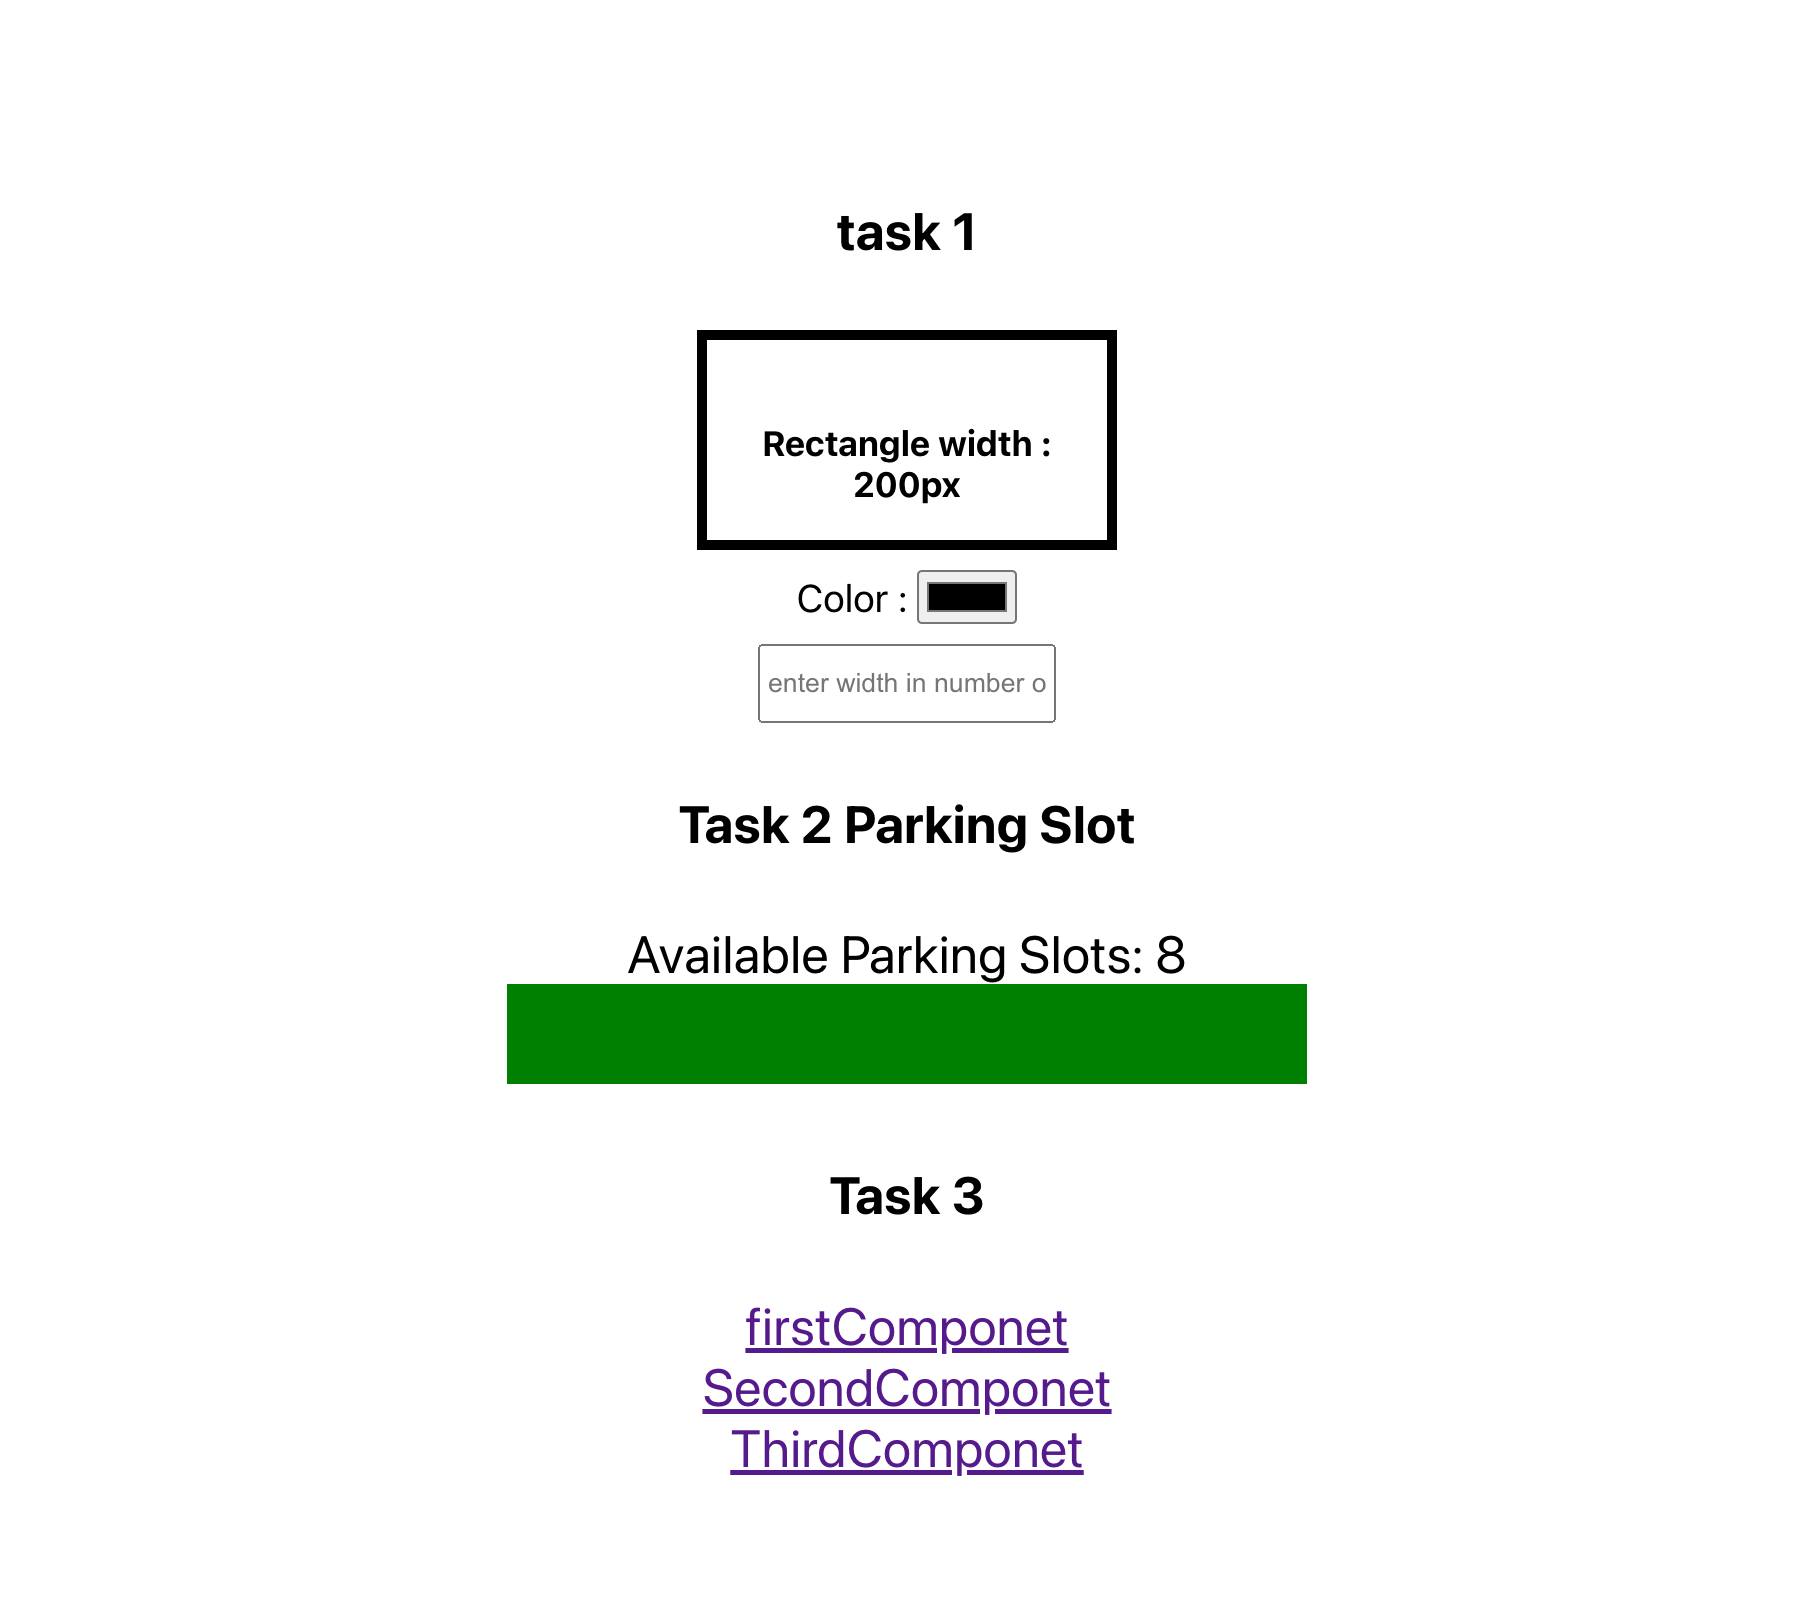 task 1
Rectangle width :
200px
Color :
enter width in number o
Task 2 Parking Slot
Available Parking Slots: 8
Task 3
firstComponet
SecondComponet
ThirdComponet